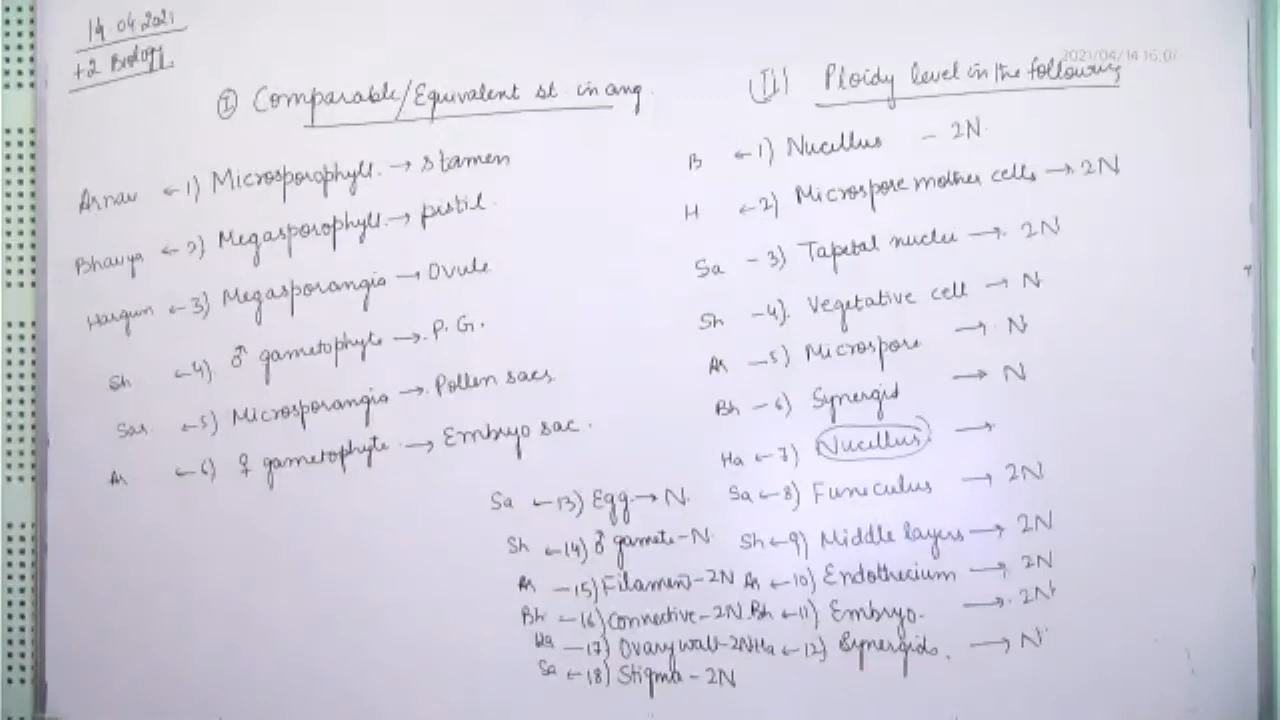 14 04 2021
+2 Biology
2021/04/14 16:07
① Comparable/Equivalent st. in ang.
Arnav ← 1) Microsporophyll. → stamen
Bhavya ← 2) Megasporophyll. → pistil.
Hargun ← 3) Megasporangia → Ovule
Sh ← 4) ♂ gametophyte → P.G.
Sar ← 5) Microsporangia → Pollen sacs
Ar ← 6) ♀ gametophyte → Embryo sac.
(II) Ploidy level in the following
B ← 1) Nucellus - 2N
H ← 2) Microspore mother cells → 2N
Sa - 3) Tapetal nuclei → 2N
Sh - 4) Vegetative cell → N
Ar - 5) Microspore → N
Bh - 6) Synergid → N
Ha ← 7) Nucellus →
Sa ← 8) Funiculus → 2N
Sh ← 9) Middle layers → 2N
Ar ← 10) Endothecium → 2N
Bh ← 11) Embryo. → 2N
Ha ← 12) Synergids. → N
Sa ← 13) Egg → N.
Sh ← 14) ♂ gamete - N
Ar - 15) Filament - 2N
Bh - 16) Connective - 2N.
Ha - 17) Ovary wall - 2N
Sa ← 18) Stigma - 2N